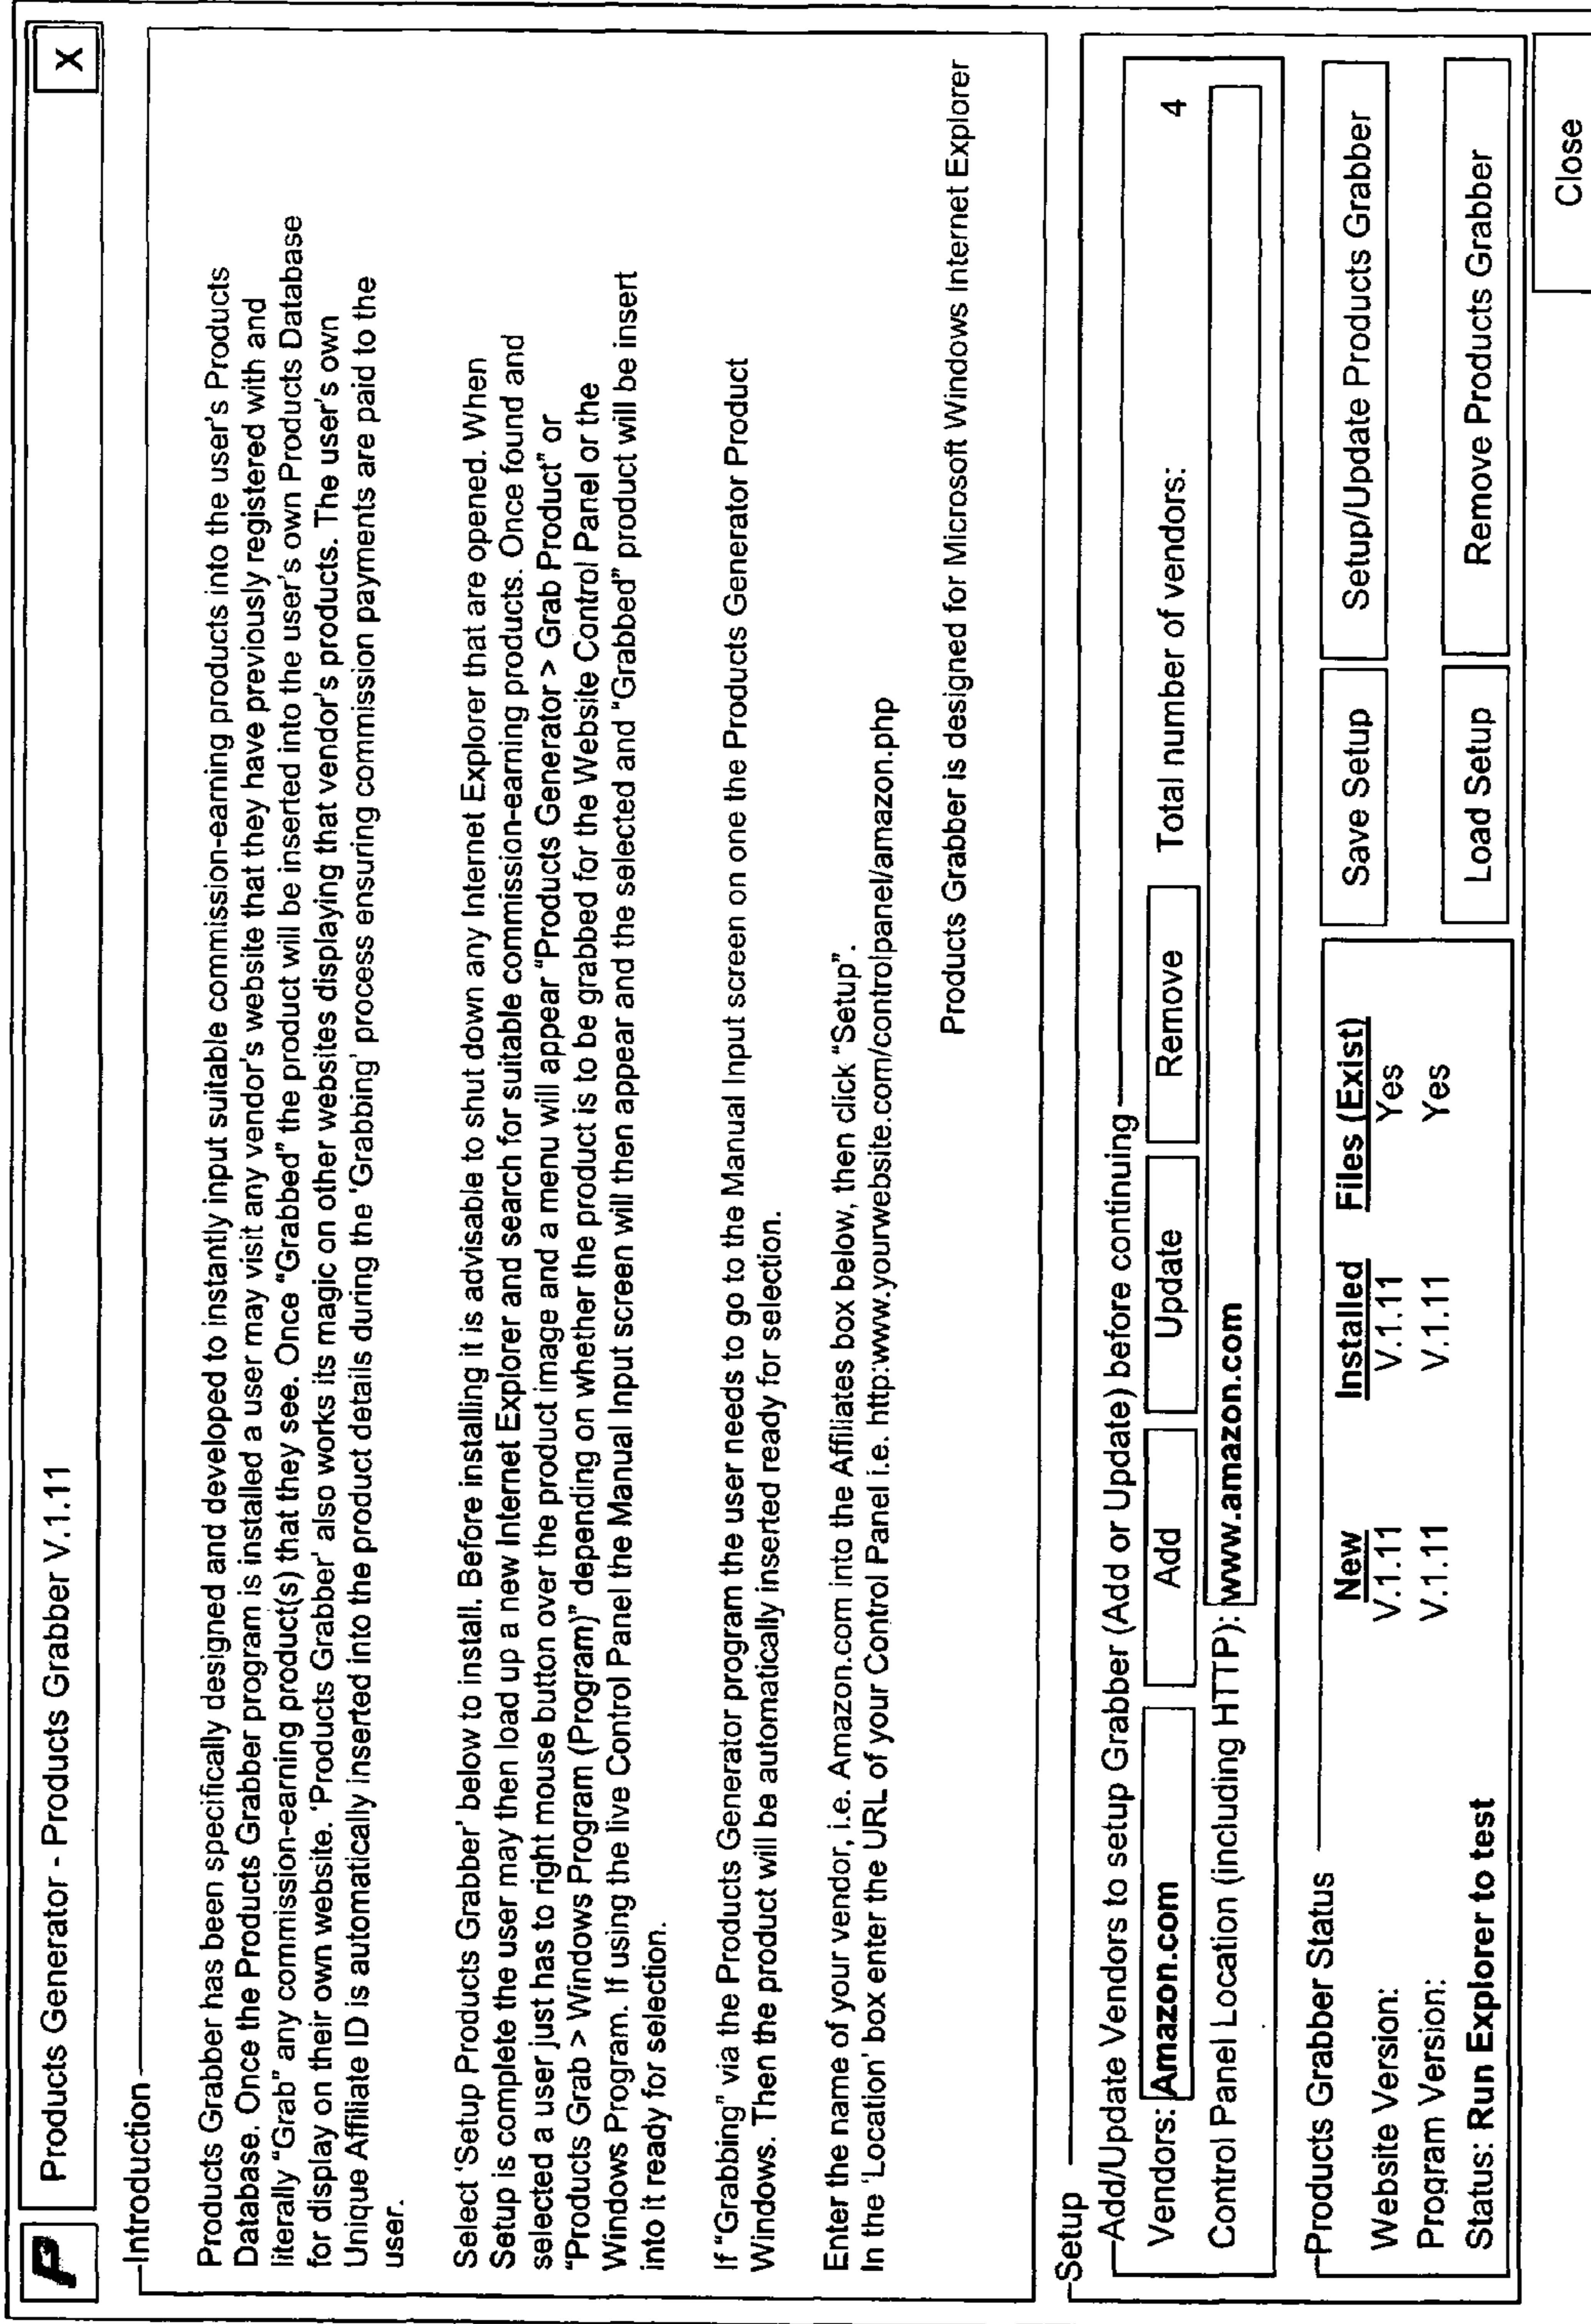 P Products Generator - Products Grabber V.1.11 X
Introduction
Products Grabber has been specifically designed and developed to instantly input suitable commission-earning products into the user's Products
Database. Once the Products Grabber program is installed a user may visit any vendor's website that they have previously registered with and
literally “Grab” any commission-earning product(s) that they see. Once “Grabbed” the product will be inserted into the user's own Products Database
for display on their own website. ‘Products Grabber’ also works its magic on other websites displaying that vendor's products. The user's own
Unique Affiliate ID is automatically inserted into the product details during the ‘Grabbing’ process ensuring commission payments are paid to the
user.
Select ‘Setup Products Grabber’ below to install. Before installing it is advisable to shut down any Internet Explorer that are opened. When
Setup is complete the user may then load up a new Internet Explorer and search for suitable commission-earning products. Once found and
selected a user just has to right mouse button over the product image and a menu will appear “Products Generator > Grab Product” or
“Products Grab > Windows Program (Program)” depending on whether the product is to be grabbed for the Website Control Panel or the
Windows Program. If using the live Control Panel the Manual Input screen will then appear and the selected and “Grabbed” product will be insert
into it ready for selection.
If “Grabbing” via the Products Generator program the user needs to go to the Manual Input screen on one the Products Generator Product
Windows. Then the product will be automatically inserted ready for selection.
Enter the name of your vendor, i.e. Amazon.com into the Affiliates box below, then click “Setup”.
In the ‘Location’ box enter the URL of your Control Panel i.e. http:www.yourwebsite.com/controlpanel/amazon.php
Products Grabber is designed for Microsoft Windows Internet Explorer
Setup
Add/Update Vendors to setup Grabber (Add or Update) before continuing
Vendors: Amazon.com Add Update Remove Total number of vendors: 4
Control Panel Location (including HTTP): www.amazon.com
Products Grabber Status
New Installed Files (Exist) Save Setup Setup/Update Products Grabber
Website Version: V.1.11 V.1.11 Yes
Program Version: V.1.11 V.1.11 Yes
Status: Run Explorer to test Load Setup Remove Products Grabber
Close